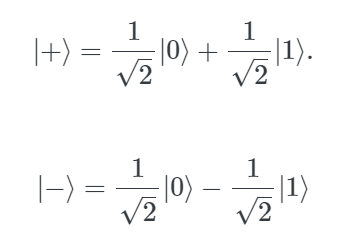 |+⟩ = 1/√2 |0⟩ + 1/√2 |1⟩.
|−⟩ = 1/√2 |0⟩ − 1/√2 |1⟩